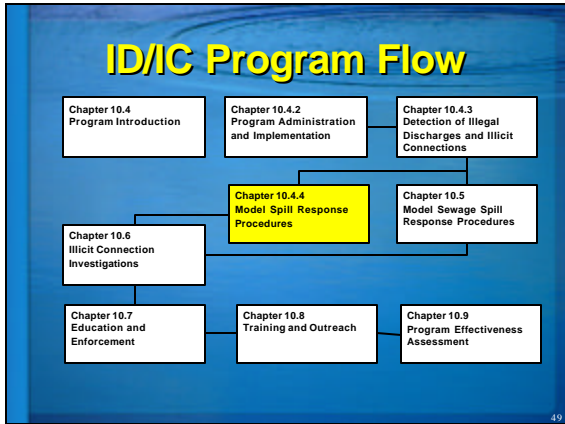 ID/IC Program Flow
Chapter 10.4
Program Introduction
Chapter 10.4.2
Program Administration
and Implementation
Chapter 10.4.3
Detection of Illegal
Discharges and Illicit
Connections
Chapter 10.4.4
Model Spill Response
Procedures
Chapter 10.5
Model Sewage Spill
Response Procedures
Chapter 10.6
Illicit Connection
Investigations
Chapter 10.7
Education and
Enforcement
Chapter 10.8
Training and Outreach
Chapter 10.9
Program Effectiveness
Assessment
49